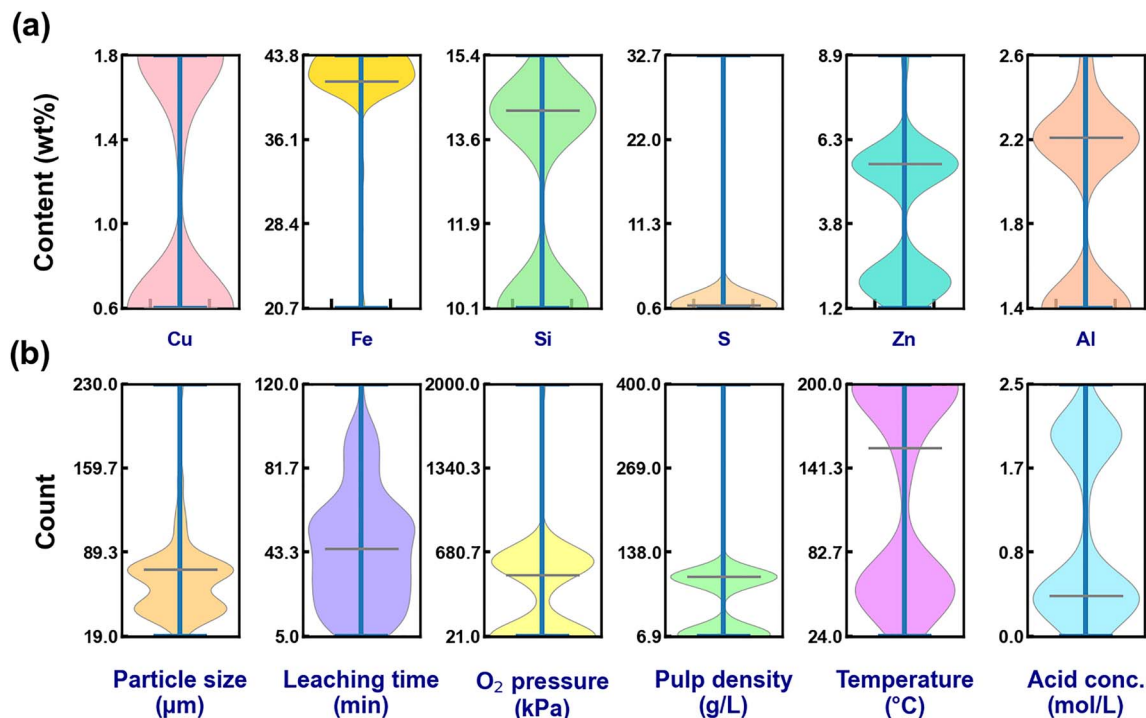 (a)
Content (wt%)
1.8 43.8 15.4 32.7 8.9 2.6
1.4 36.1 13.6 22.0 6.3 2.2
1.0 28.4 11.9 11.3 3.8 1.8
0.6 20.7 10.1 0.6 1.2 1.4
Cu Fe Si S Zn Al
(b)
Count
230.0 120.0 2000.0 400.0 200.0 2.5
159.7 81.7 1340.3 269.0 141.3 1.7
89.3 43.3 680.7 138.0 82.7 0.8
19.0 5.0 21.0 6.9 24.0 0.0
Particle size Leaching time O₂ pressure Pulp density Temperature Acid conc.
(µm) (min) (kPa) (g/L) (°C) (mol/L)